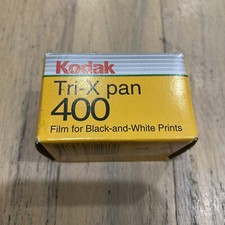 Kodak
Tri-X pan
400
Film for Black-and-White Prints